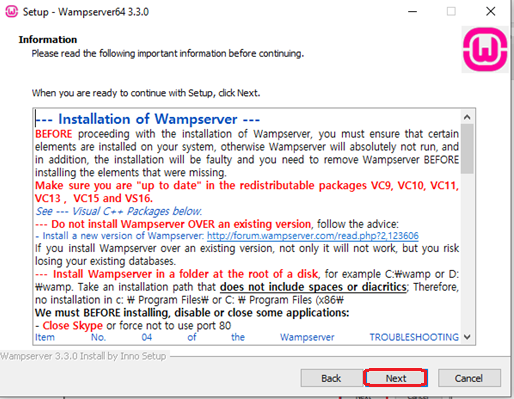 Setup - Wampserver64 3.3.0
Information
Please read the following important information before continuing.
When you are ready to continue with Setup, click Next.
--- Installation of Wampserver ---
BEFORE proceeding with the installation of Wampserver, you must ensure that certain
elements are installed on your system, otherwise Wampserver will absolutely not run, and
in addition, the installation will be faulty and you need to remove Wampserver BEFORE
installing the elements that were missing.
Make sure you are "up to date" in the redistributable packages VC9, VC10, VC11,
VC13 , VC15 and VS16.
See --- Visual C++ Packages below.
--- Do not install Wampserver OVER an existing version, follow the advice:
- Install a new version of Wampserver: http://forum.wampserver.com/read.php?2,123606
If you install Wampserver over an existing version, not only it will not work, but you risk
losing your existing databases.
--- Install Wampserver in a folder at the root of a disk, for example C:₩wamp or D:
₩wamp. Take an installation path that does not include spaces or diacritics; Therefore,
no installation in c: ₩ Program Files₩ or C: ₩ Program Files (x86₩
We must BEFORE installing, disable or close some applications:
- Close Skype or force not to use port 80
Item No. 04 of the Wampserver TROUBLESHOOTING
Wampserver 3.3.0 Install by Inno Setup
Back Next Cancel